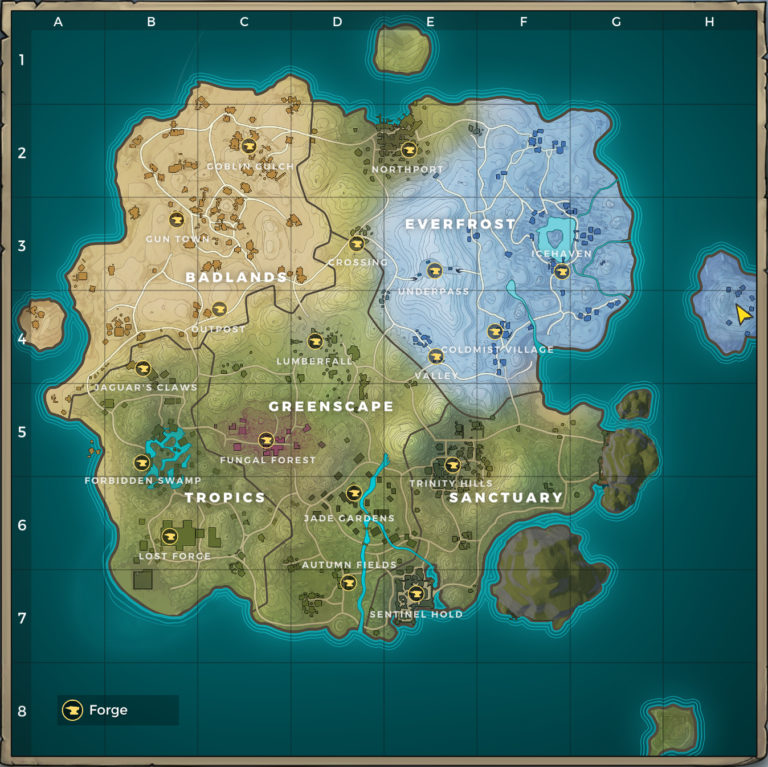 A B C D E F G H
1
2
GOBLIN GULCH
NORTHPORT
EVERFROST
GUN TOWN
3
CROSSING
ICEHAVEN
BADLANDS
UNDERPASS
OUTPOST
4
LUMBERFALL
COLDMIST VILLAGE
VALLEY
JAGUAR'S CLAWS
GREENSCAPE
5
FUNGAL FOREST
FORBIDDEN SWAMP
TRINITY HILLS
TROPICS
SANCTUARY
JADE GARDENS
6
LOST FORGE
AUTUMN FIELDS
SENTINEL HOLD
7
8
Forge